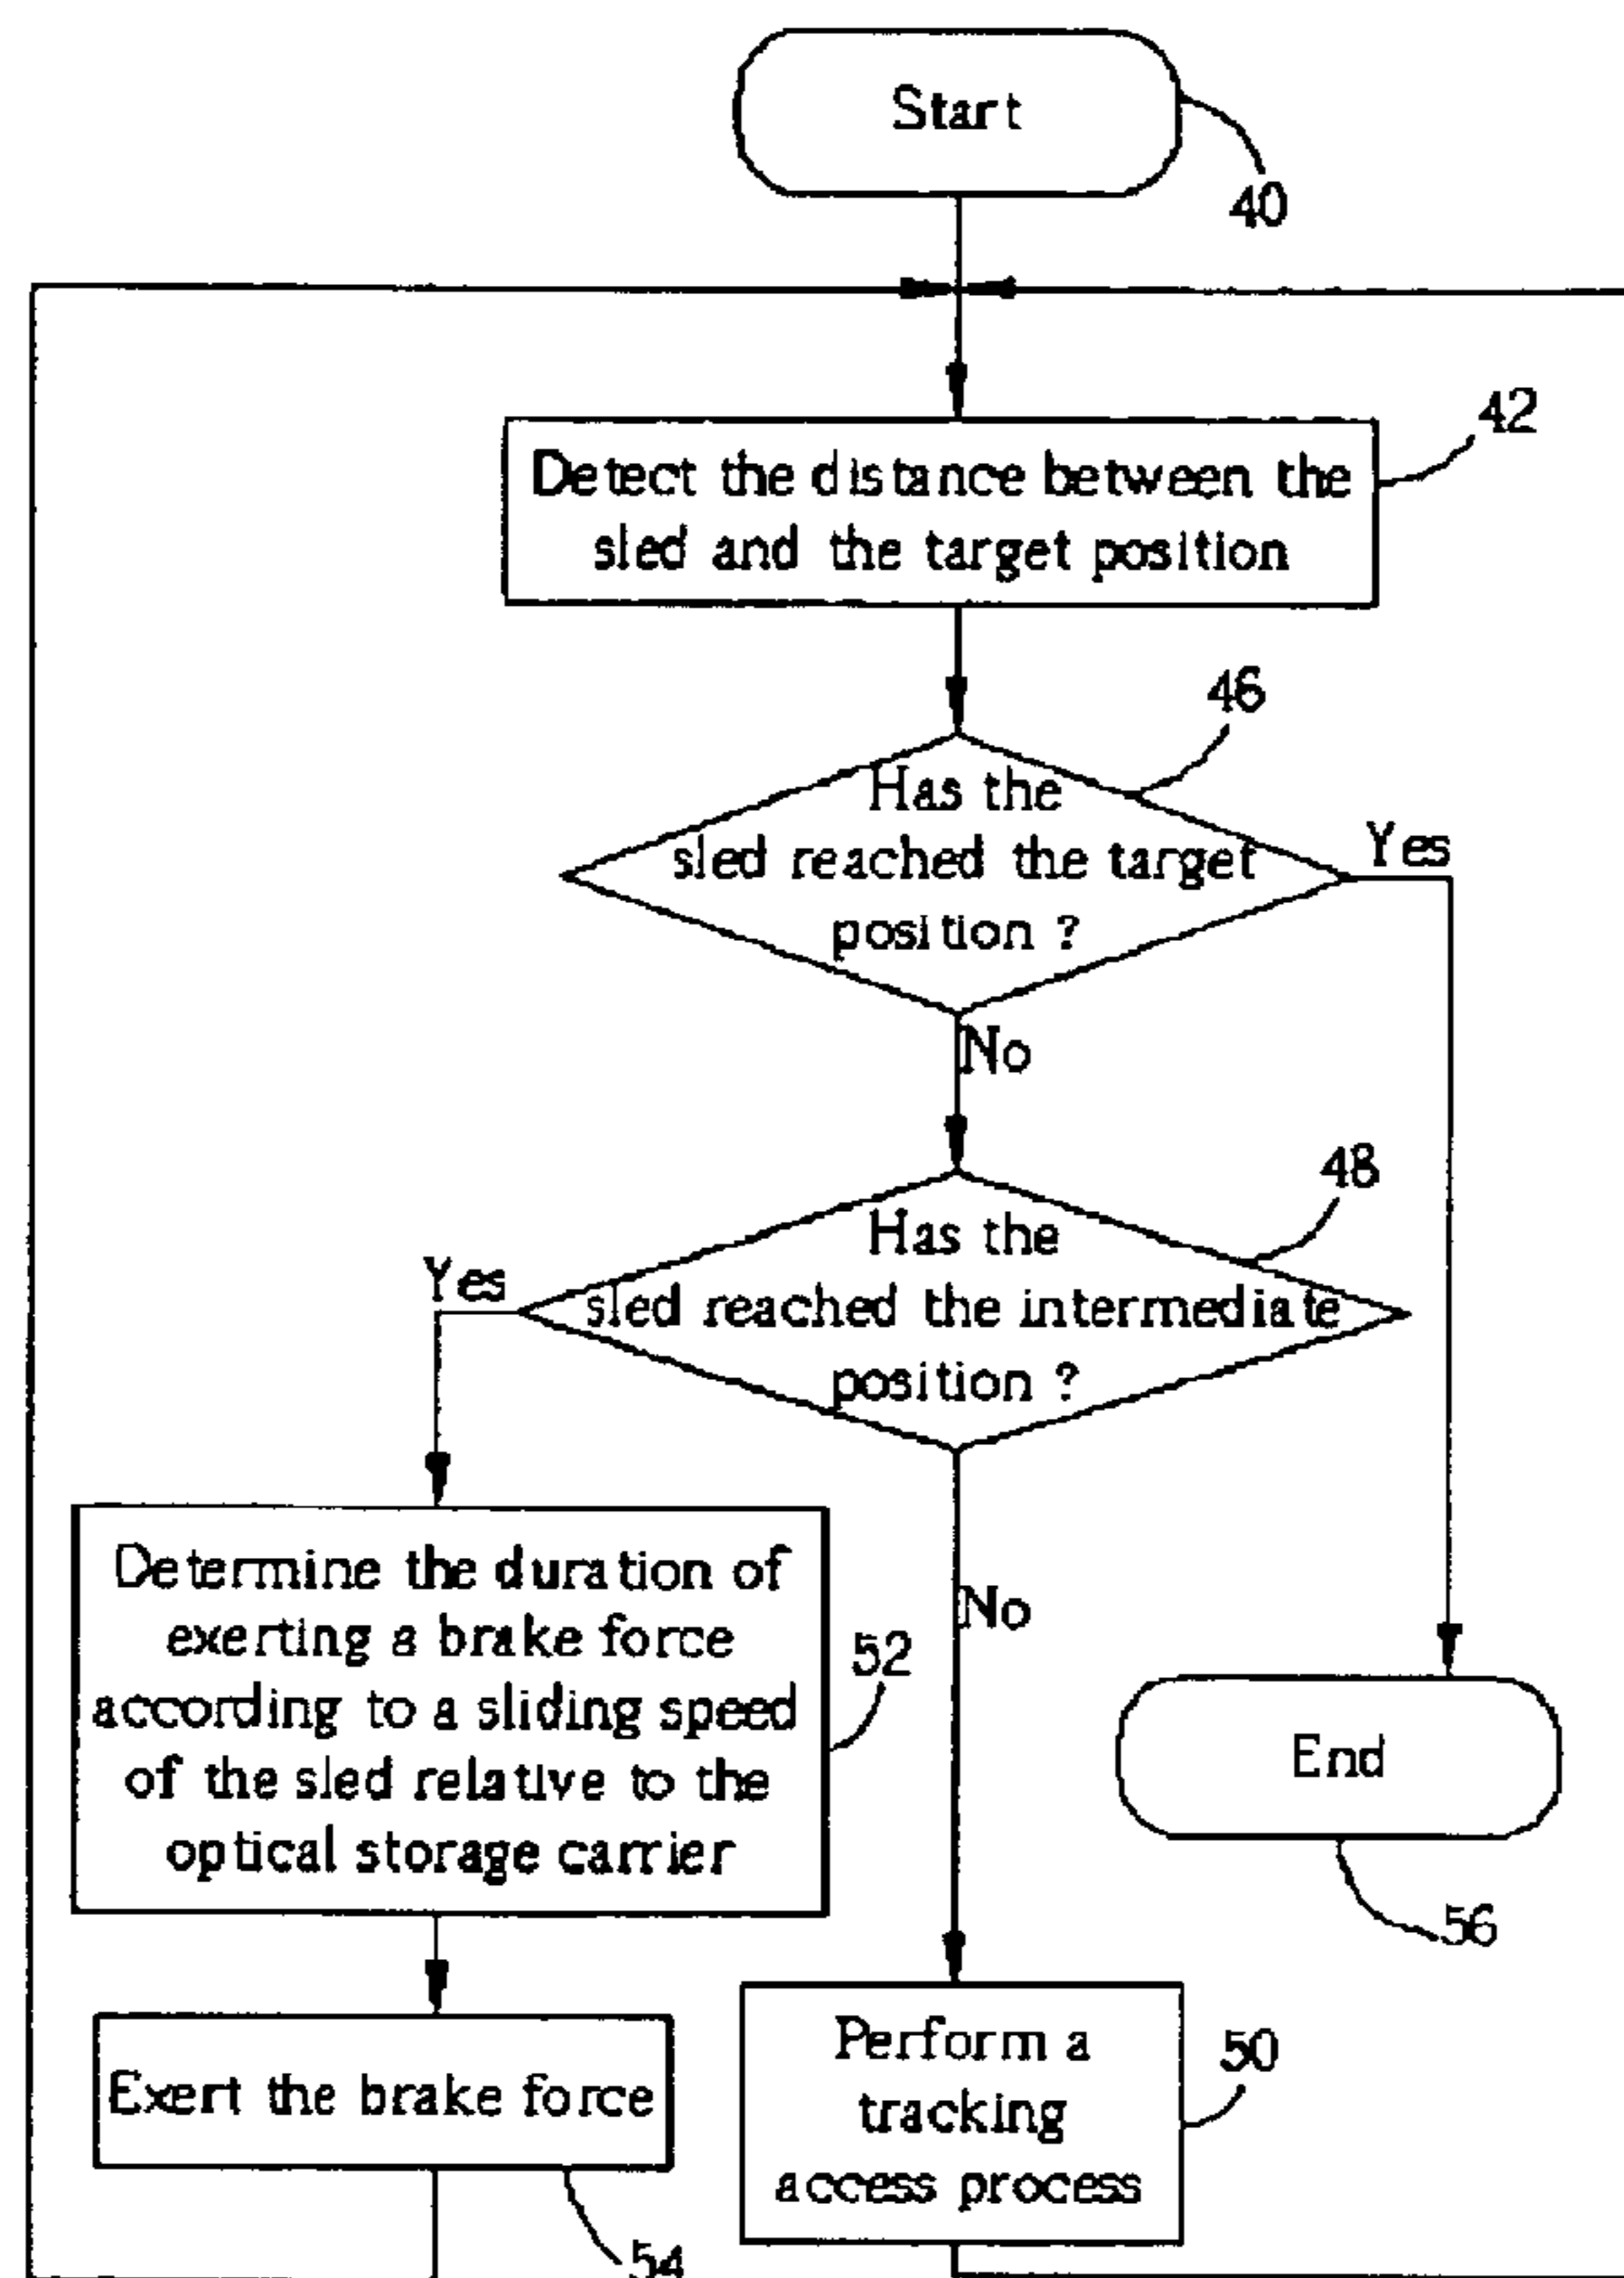 Start
40
42
Detect the distance between the
sled and the target position
46
Has the
sled reached the target
position ?
Yes
No
48
Has the
sled reached the intermediate
position ?
Yes
No
Determine the duration of
exerting a brake force
according to a sliding speed
of the sled relative to the
optical storage carrier
52
End
56
Exert the brake force
54
Perform a
tracking
access process
50